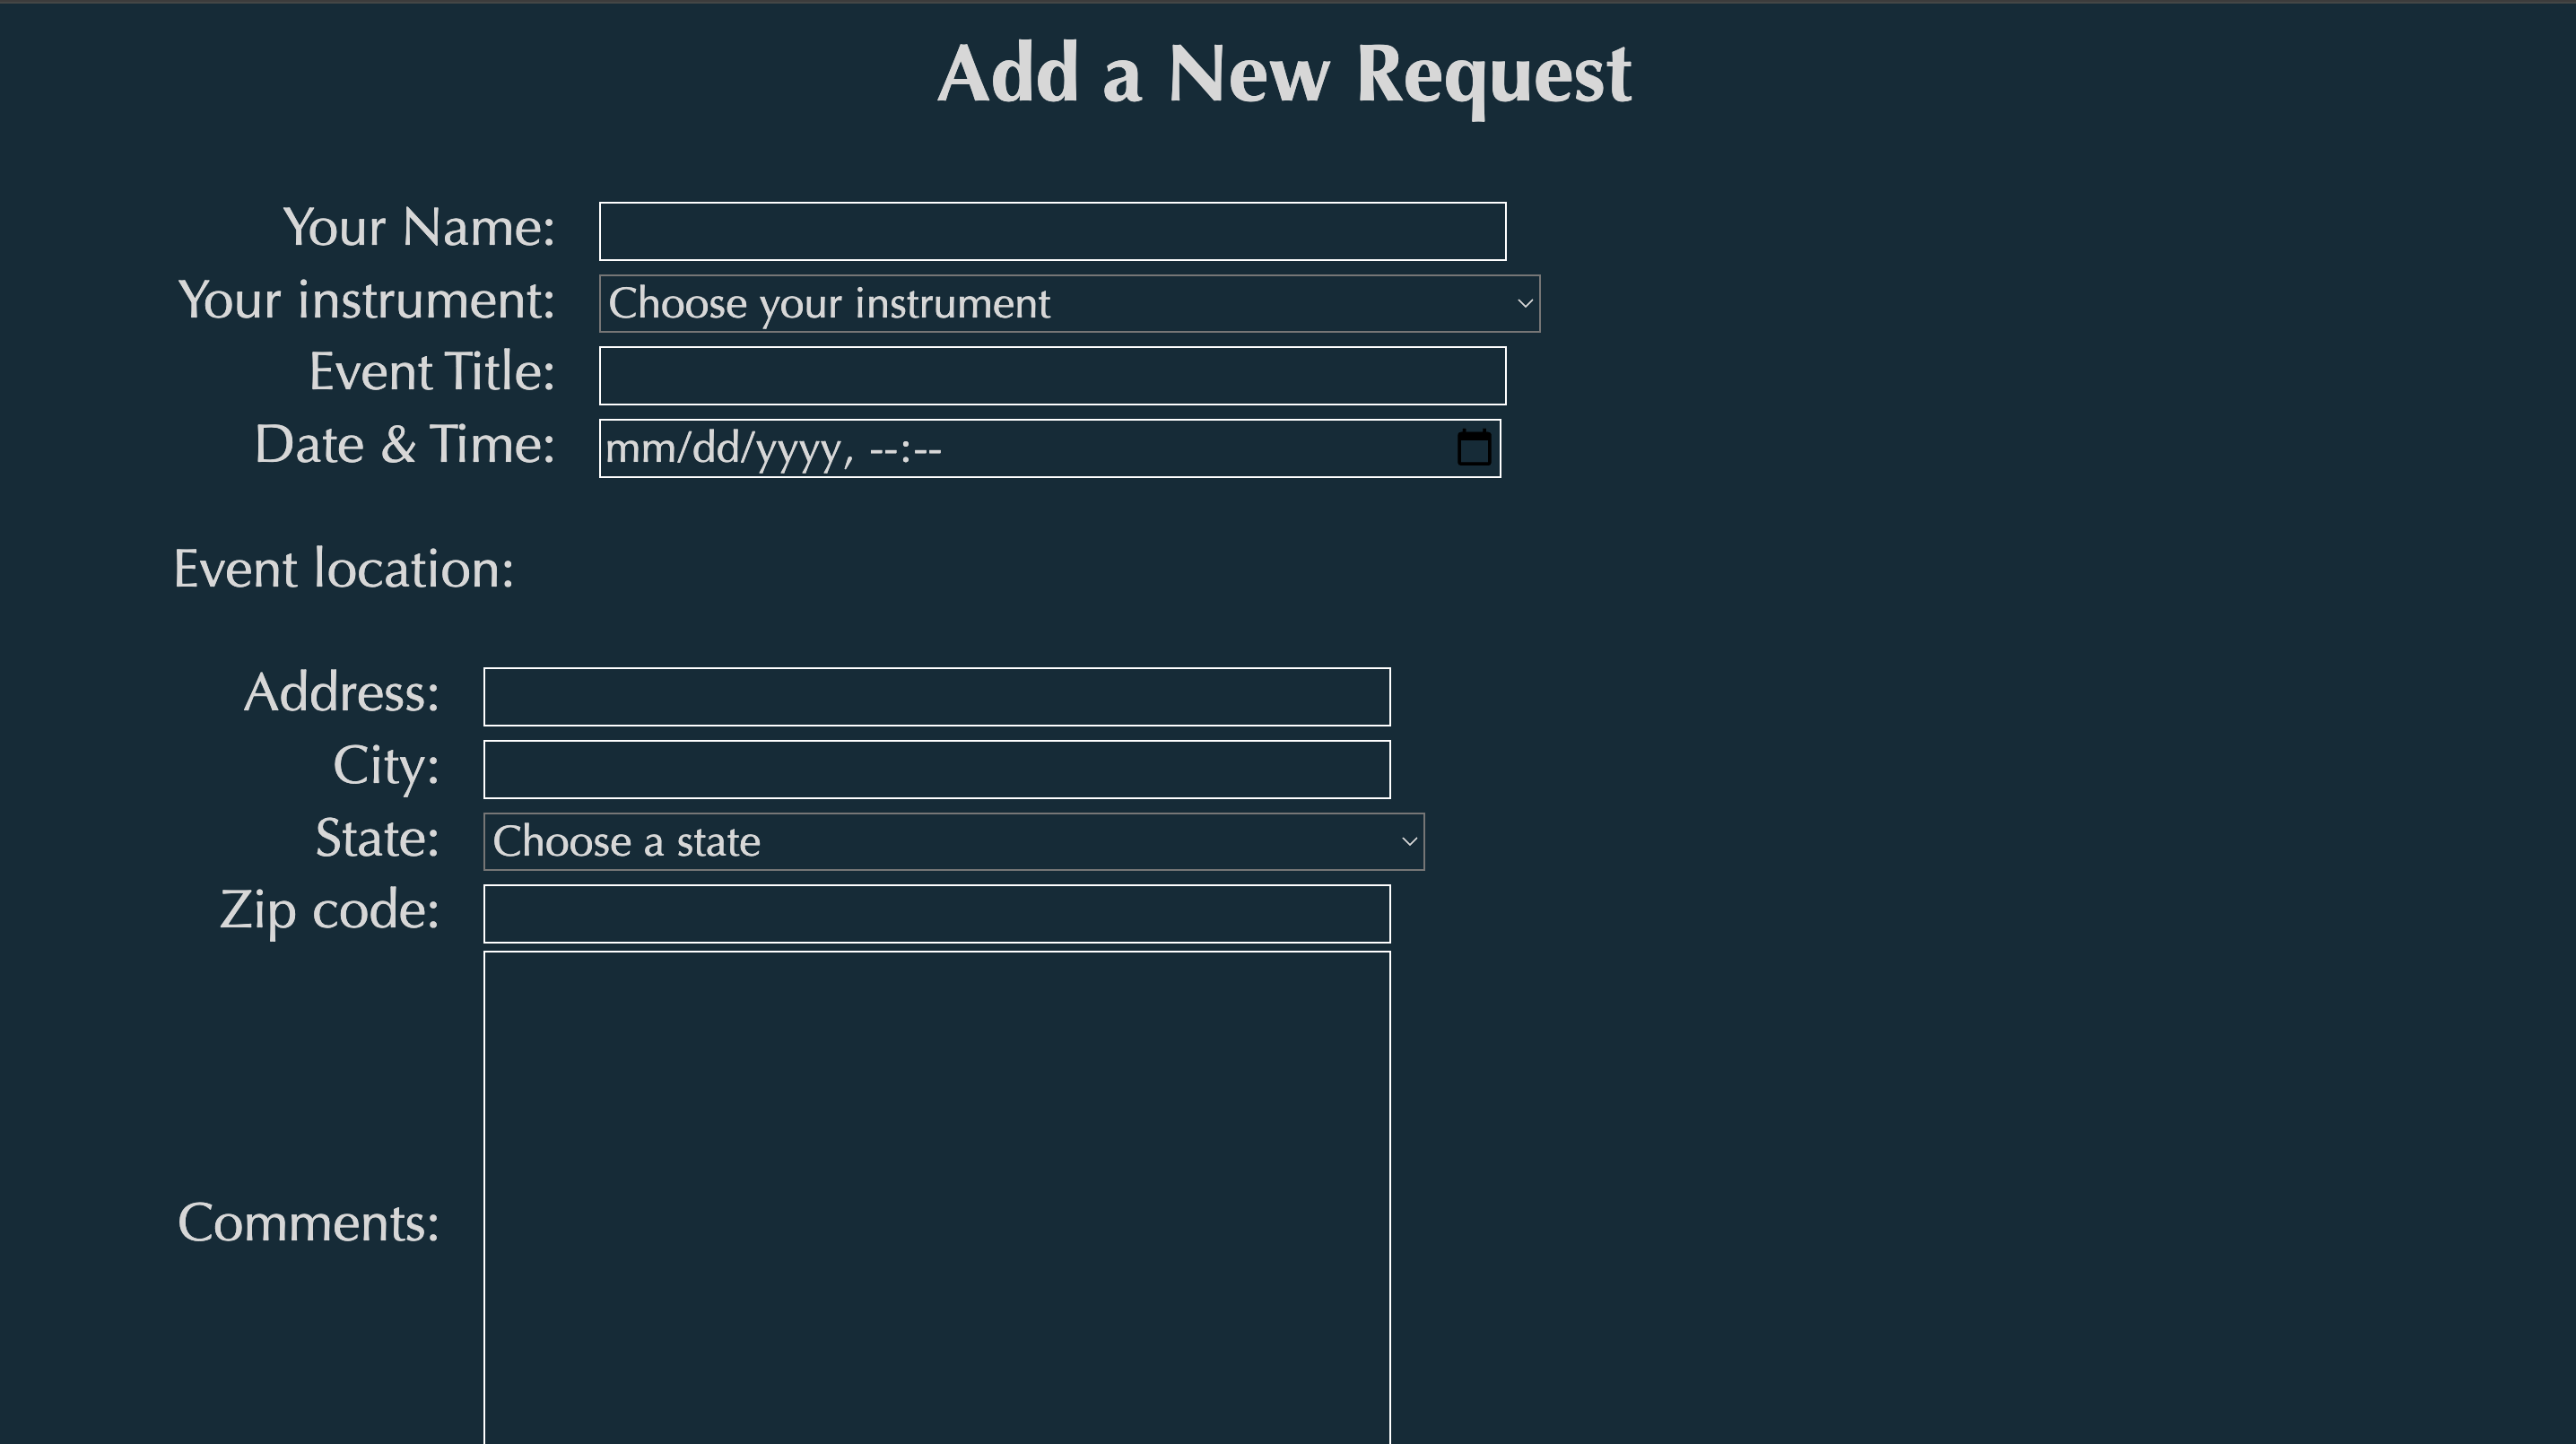 Add a New Request
Your Name:
Your instrument: Choose your instrument
Event Title:
Date & Time: mm/dd/yyyy, --:--
Event location:
Address:
City:
State: Choose a state
Zip code:
Comments: